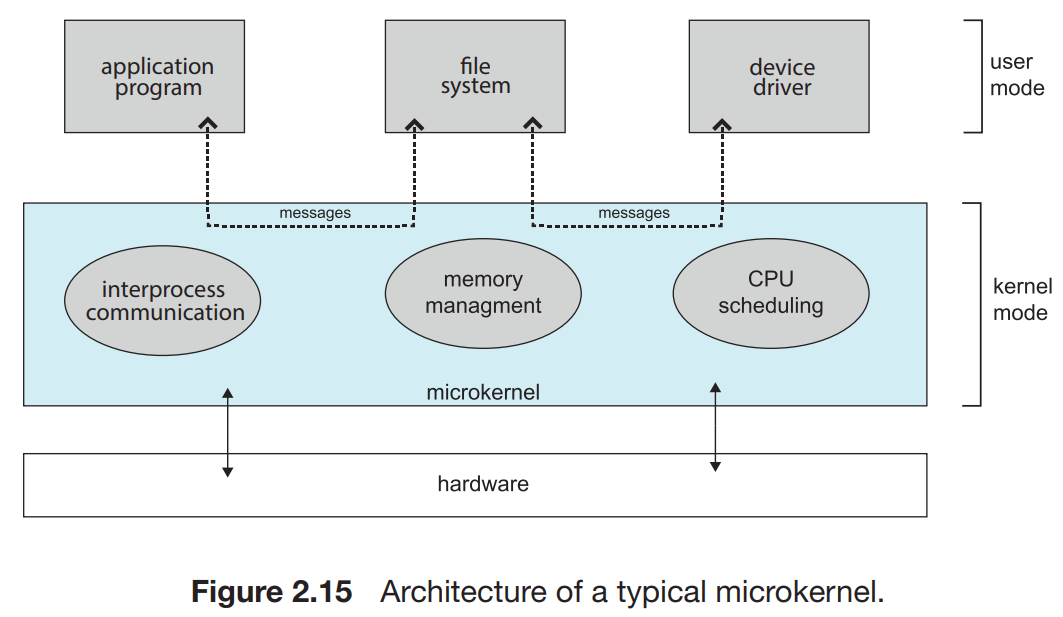 application
program
file
system
device
driver
user
mode
messages
messages
interprocess
communication
memory
managment
CPU
scheduling
kernel
mode
microkernel
hardware
Figure 2.15 Architecture of a typical microkernel.